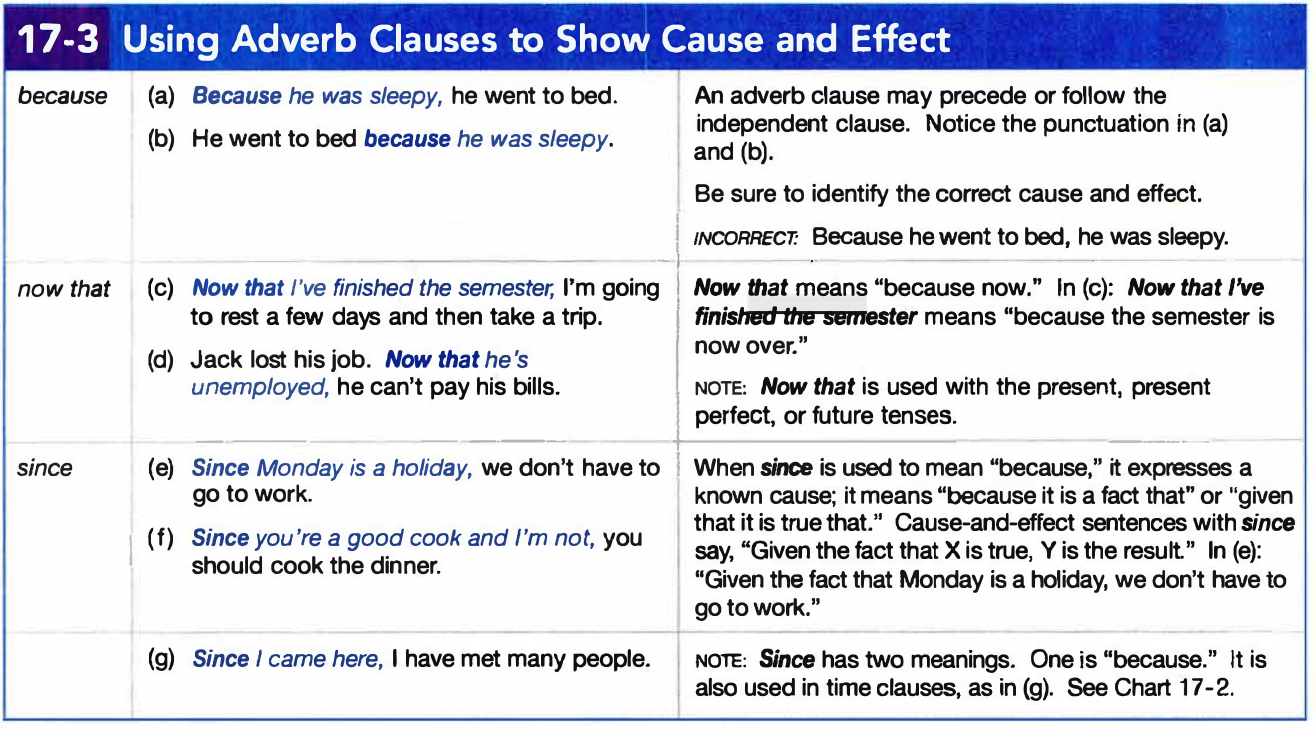 17-3 Using Adverb Clauses to Show Cause and Effect
because
(a) Because he was sleepy, he went to bed.
(b) He went to bed because he was sleepy.
An adverb clause may precede or follow the
independent clause. Notice the punctuation in (a)
and (b).
Be sure to identify the correct cause and effect.
INCORRECT: Because he went to bed, he was sleepy.
now that
(c) Now that I've finished the semester, I'm going
to rest a few days and then take a trip.
(d) Jack lost his job. Now that he's
unemployed, he can't pay his bills.
Now that means "because now." In (c): Now that I've
finished the semester means "because the semester is
now over."
NOTE: Now that is used with the present, present
perfect, or future tenses.
since
(e) Since Monday is a holiday, we don't have to
go to work.
(f) Since you're a good cook and I'm not, you
should cook the dinner.
When since is used to mean "because," it expresses a
known cause; it means "because it is a fact that" or "given
that it is true that." Cause-and-effect sentences with since
say, "Given the fact that X is true, Y is the result." In (e):
"Given the fact that Monday is a holiday, we don't have to
go to work."
(g) Since I came here, I have met many people.
NOTE: Since has two meanings. One is "because." It is
also used in time clauses, as in (g). See Chart 17-2.